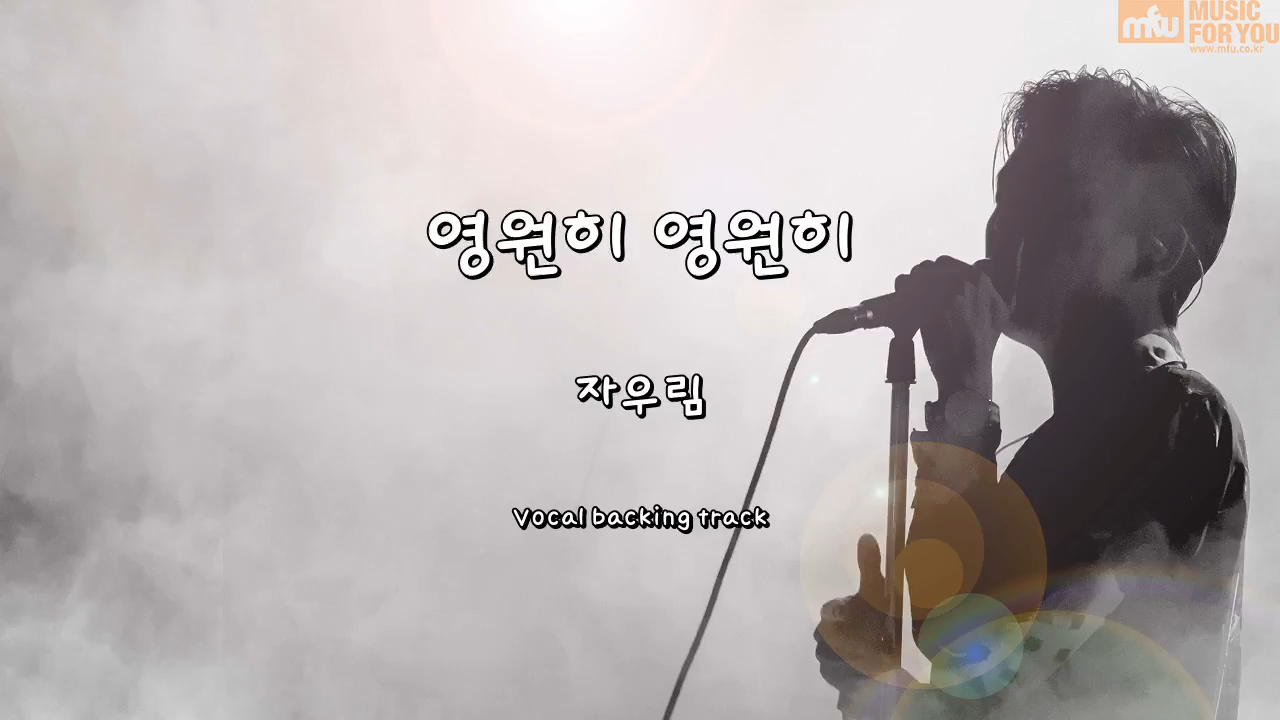 mfu MUSIC
FOR YOU
www.mfu.co.kr
영원히 영원히
자우림
Vocal backing track